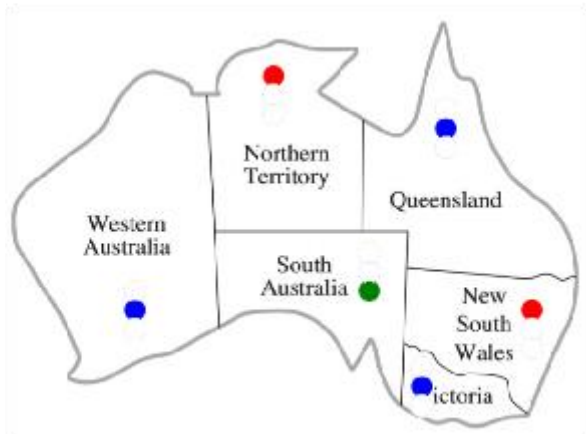 Northern
Territory
Queensland
Western
Australia
South
Australia
New
South
Wales
ictoria